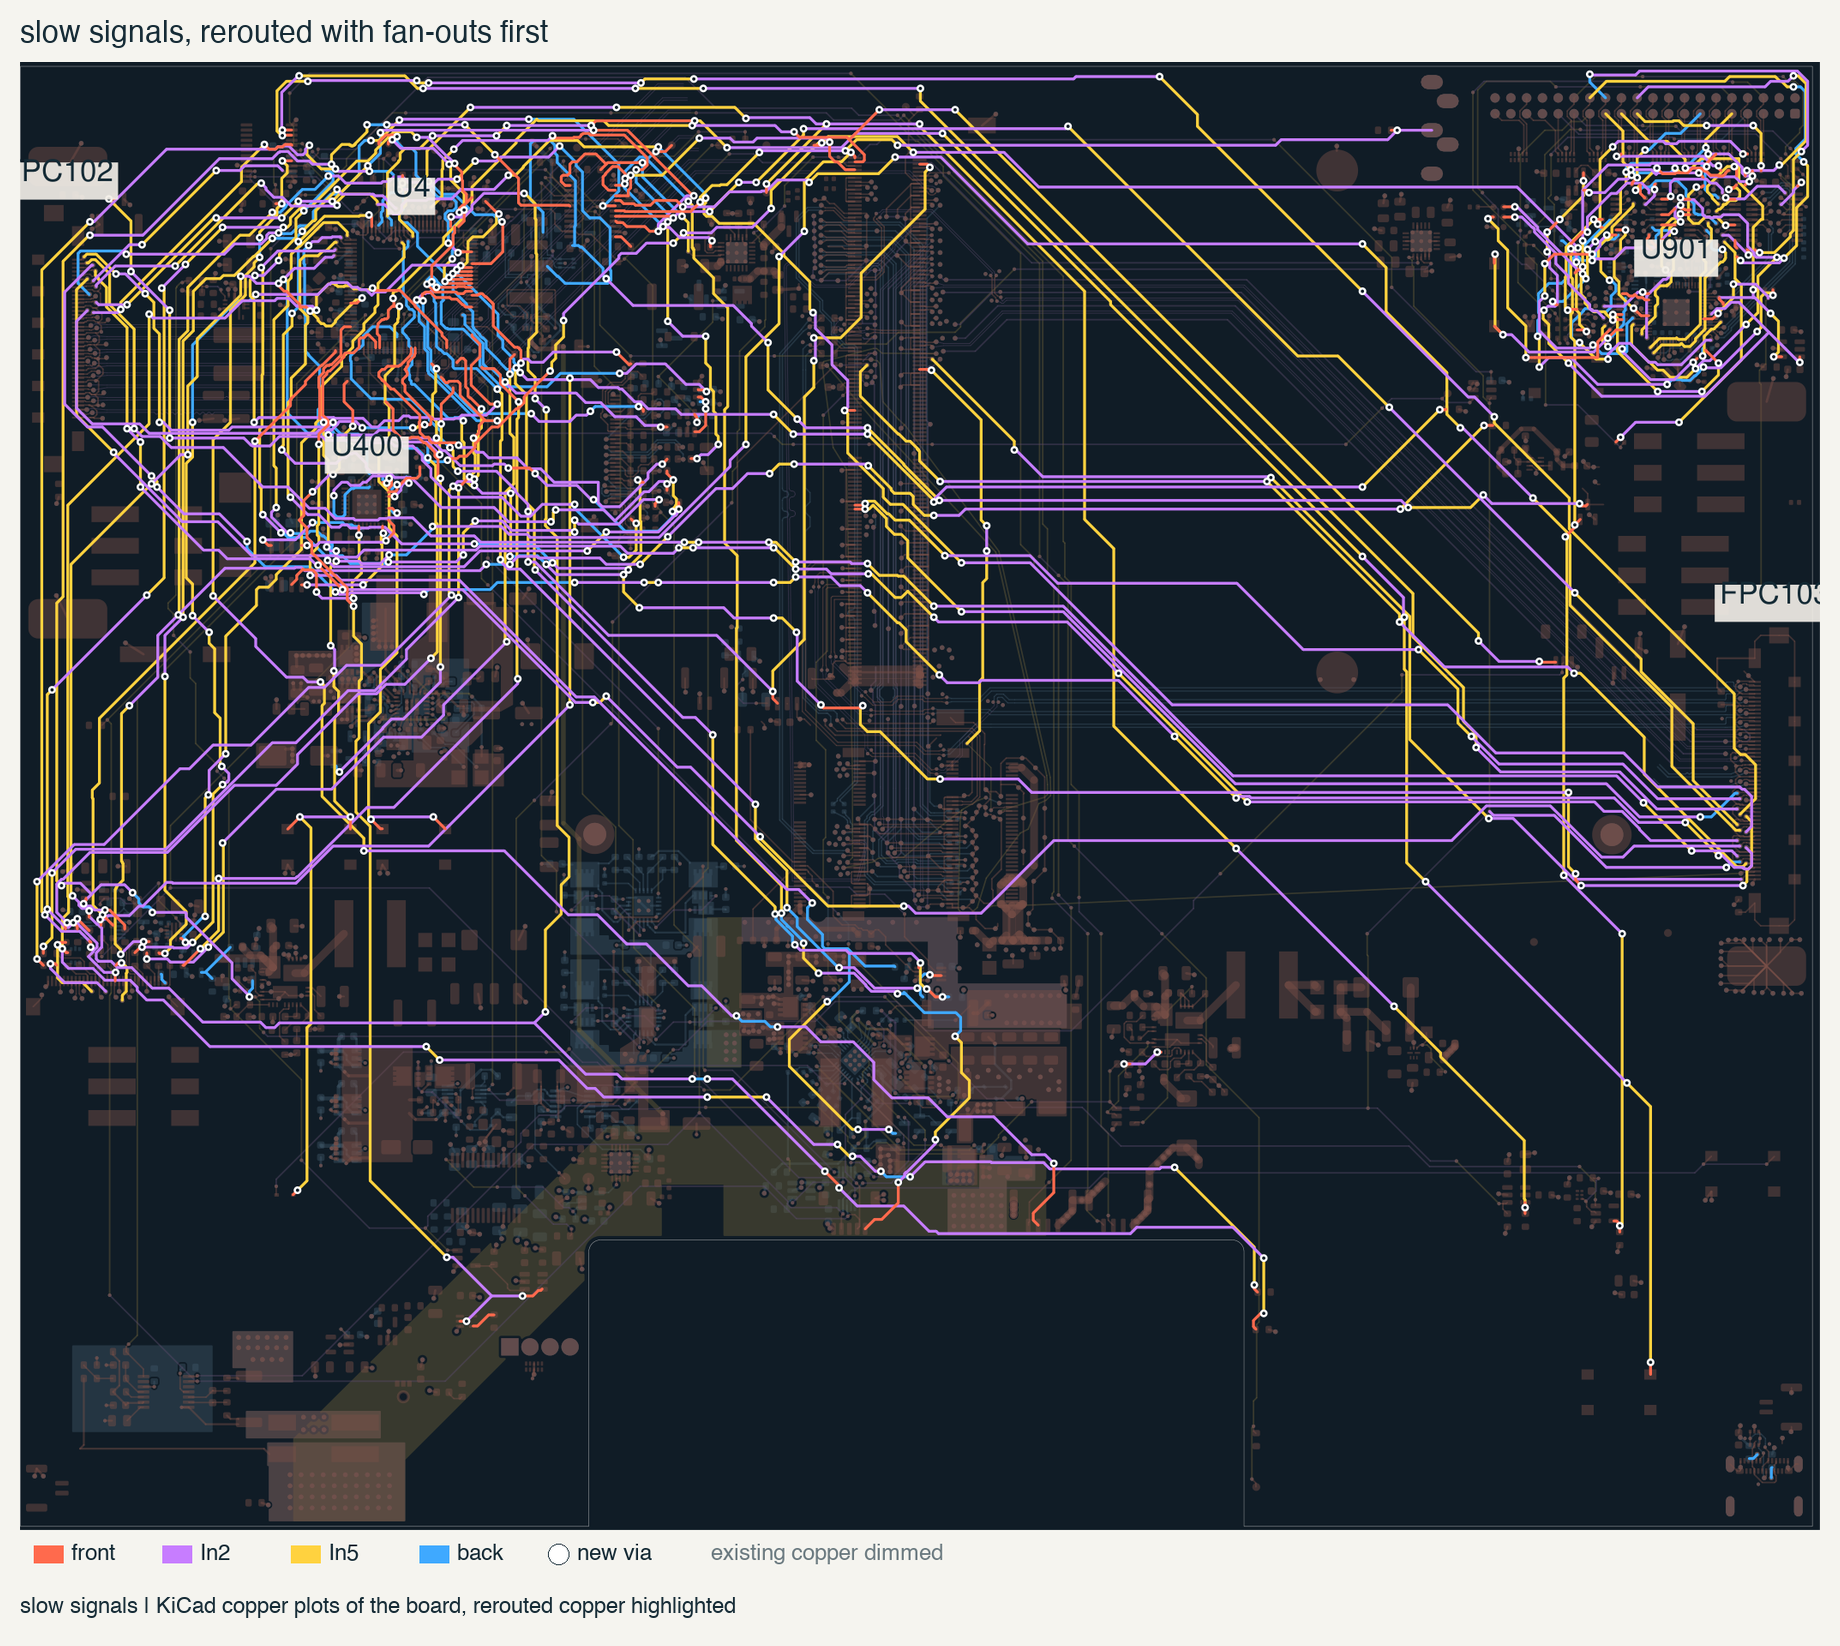 slow signals, rerouted with fan-outs first
PC102
U4
U901
U400
FPC103
front
In2
In5
back
new via
existing copper dimmed
slow signals | KiCad copper plots of the board, rerouted copper highlighted